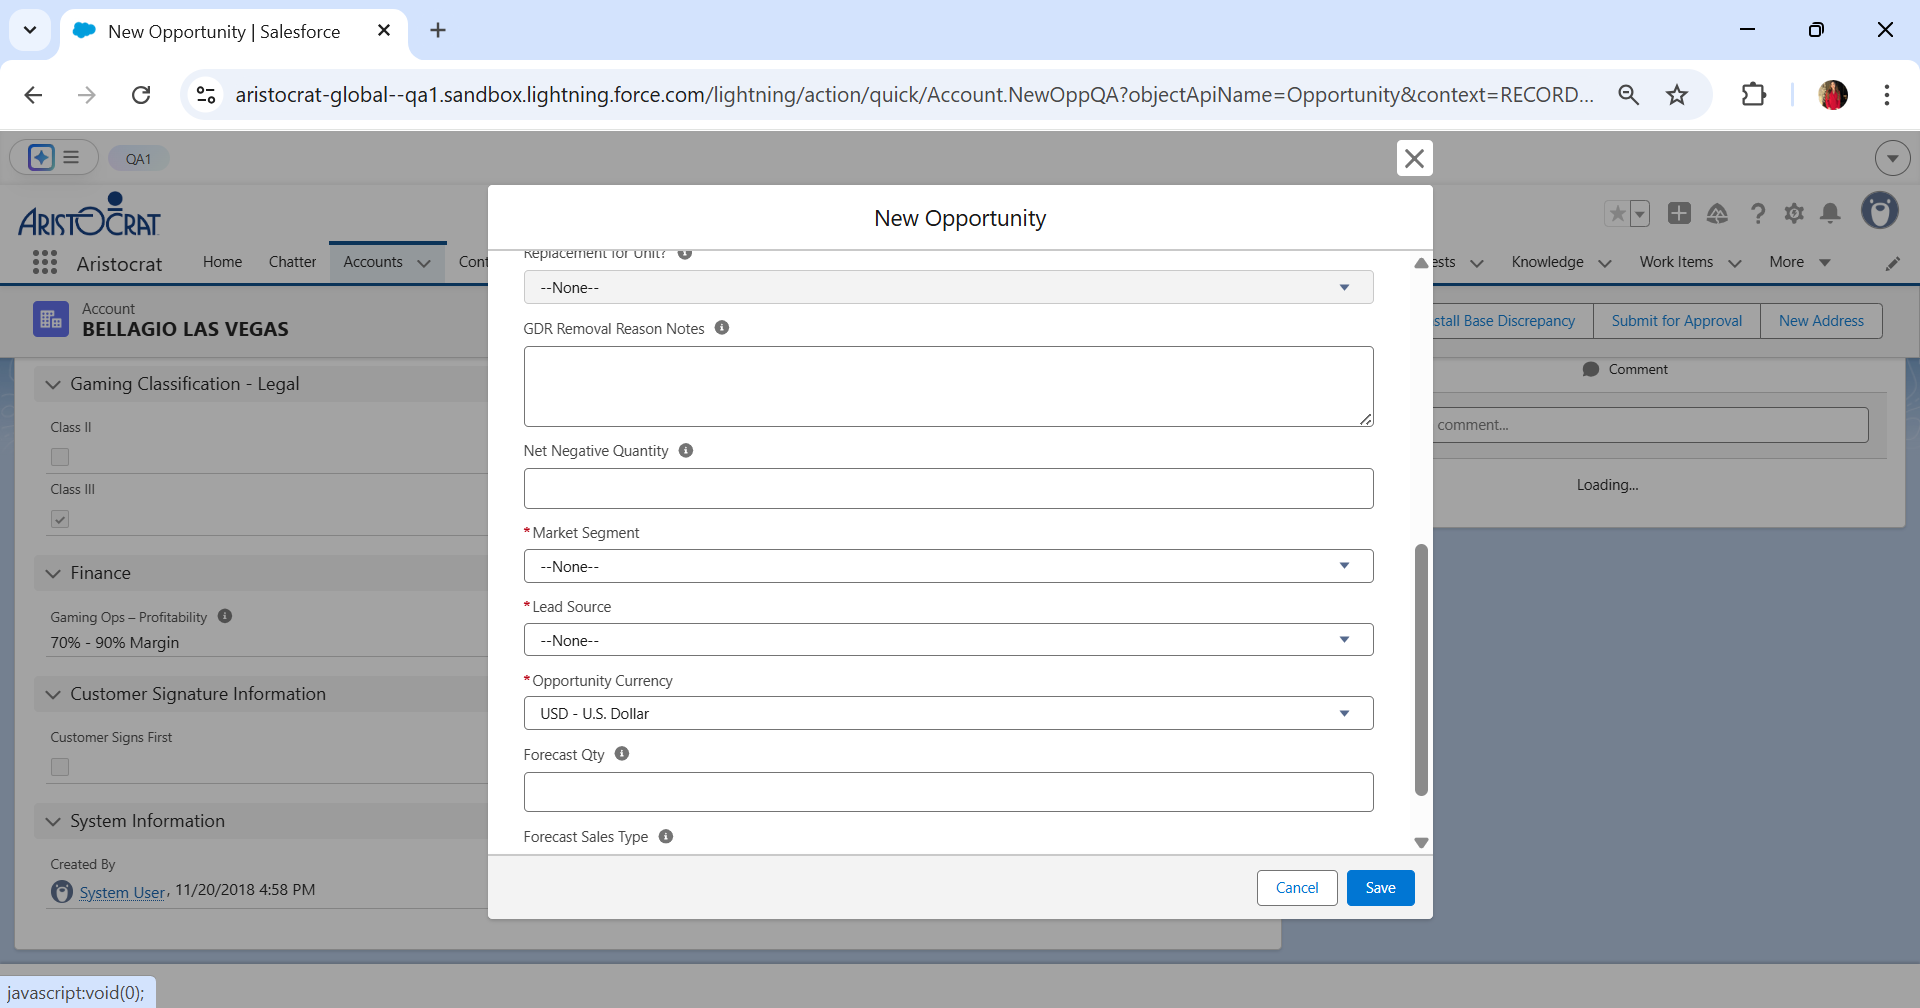 New Opportunity | Salesforce
aristocrat-global--qa1.sandbox.lightning.force.com/lightning/action/quick/Account.NewOppQA?objectApiName=Opportunity&context=RECORD...
QA1
ARISTOCRAT
Aristocrat
Home
Chatter
Accounts
Cont
ests
Knowledge
Work Items
More
Account
BELLAGIO LAS VEGAS
stall Base Discrepancy
Submit for Approval
New Address
Gaming Classification - Legal
Class II
Class III
Finance
Gaming Ops – Profitability
70% - 90% Margin
Customer Signature Information
Customer Signs First
System Information
Created By
System User, 11/20/2018 4:58 PM
New Opportunity
Replacement for Unit?
--None--
GDR Removal Reason Notes
Net Negative Quantity
*Market Segment
--None--
*Lead Source
--None--
*Opportunity Currency
USD - U.S. Dollar
Forecast Qty
Forecast Sales Type
Cancel
Save
Comment
comment...
Loading...
javascript:void(0);